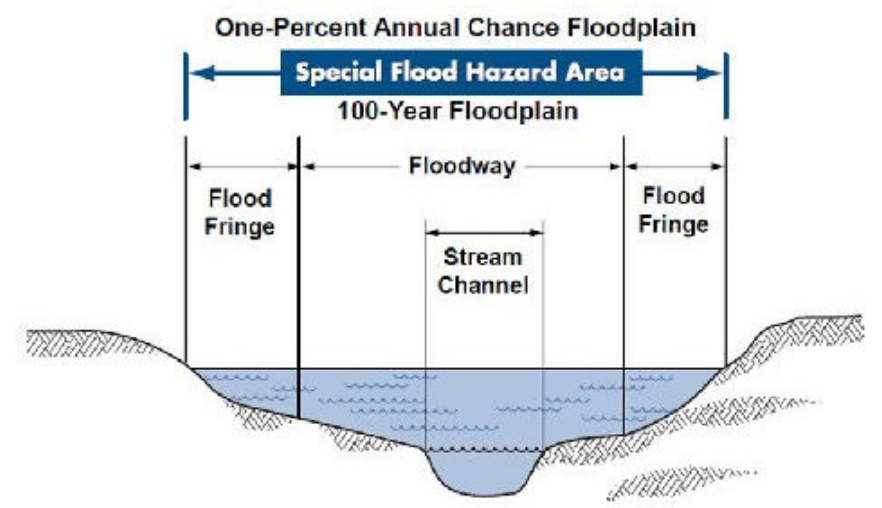 One-Percent Annual Chance Floodplain
Special Flood Hazard Area
100-Year Floodplain
Floodway
Flood
Fringe
Flood
Fringe
Stream
Channel